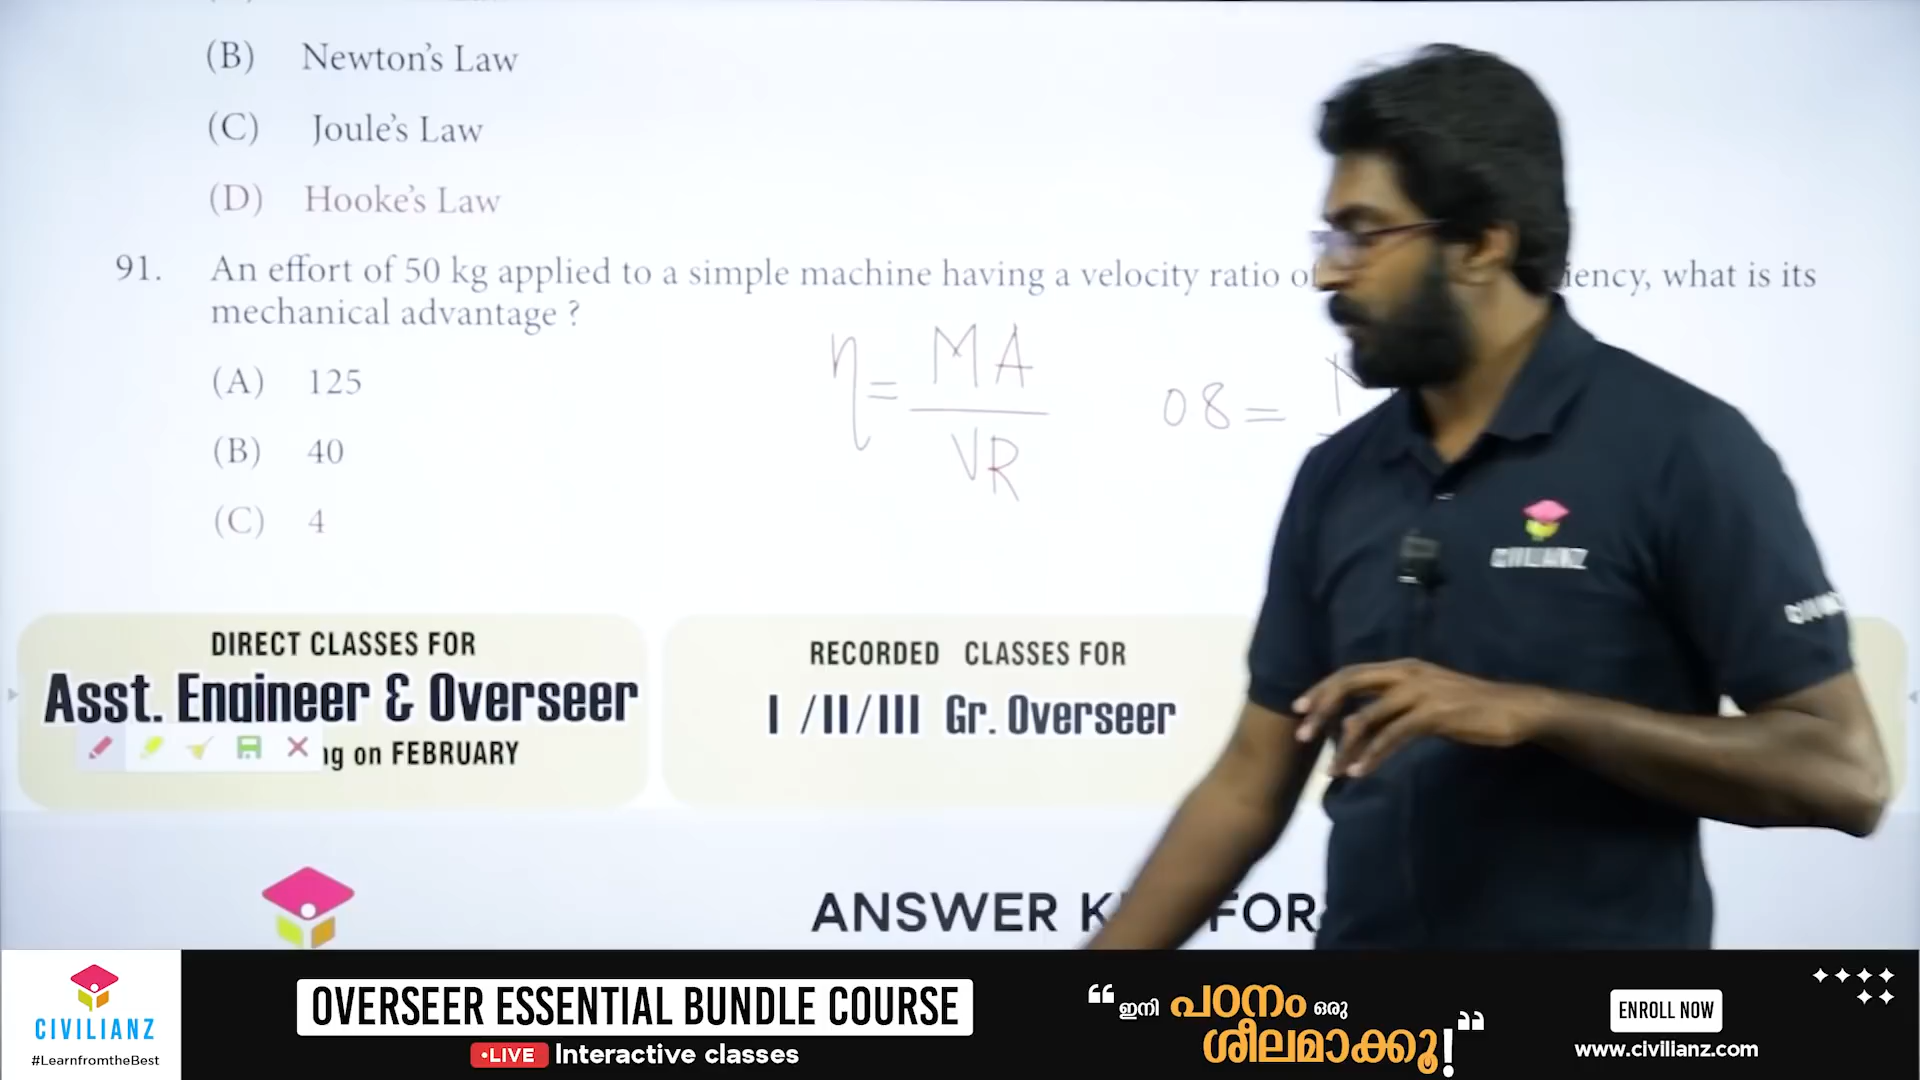 (B) Newton's Law
(C) Joule's Law
(D) Hooke's Law
91. An effort of 50 kg applied to a simple machine having a velocity ratio of iency, what is its
mechanical advantage ?
(A) 125
(B) 40
(C) 4
η = MA
VR
08 =
DIRECT CLASSES FOR
Asst. Engineer & Overseer
ng on FEBRUARY
RECORDED CLASSES FOR
I /II/III Gr. Overseer
CIVILIANZ
ANSWER K FOR
CIVILIANZ
#LearnfromtheBest
OVERSEER ESSENTIAL BUNDLE COURSE
•LIVE Interactive classes
“ഇനി പഠനം ഒരു
ശീലമാക്കൂ!”
ENROLL NOW
www.civilianz.com